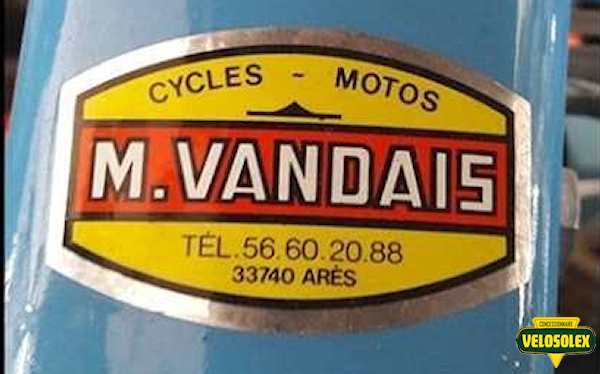 CYCLES - MOTOS
M.VANDAIS
TÉL.56.60.20.88
33740 ARÈS
CONCESSIONNAIRE
VELOSOLEX